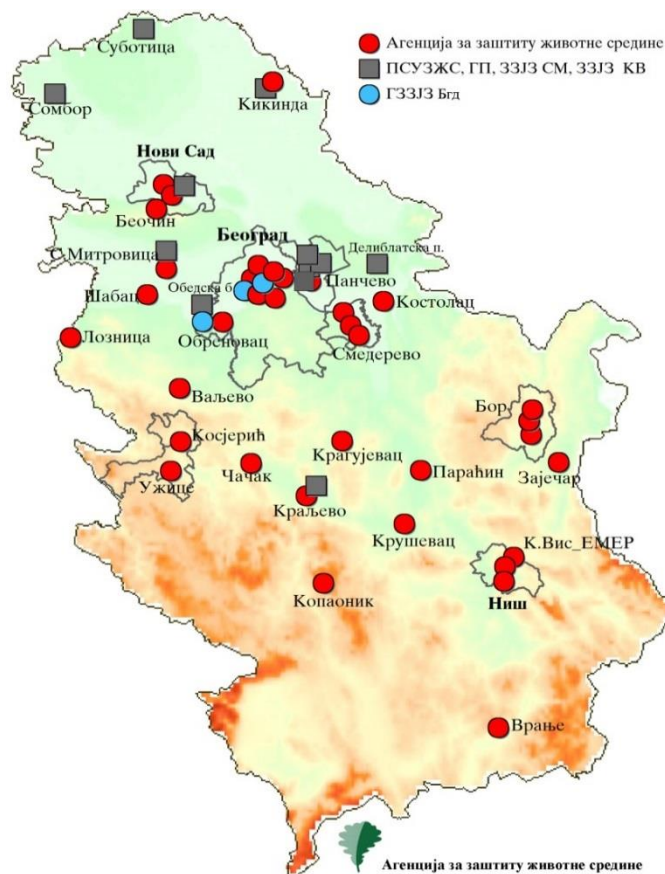 Суботица
Агенција за заштиту животне средине
ПСУЗЖС, ГП, ЗЗЈЗ СМ, ЗЗЈЗ КВ
ГЗЗЈЗ Бгд
Сомбор
Кикинда
Нови Сад
Беочин
Београд
С.Митровица
Делиблатска п.
Обедска б
Панчево
Шабац
Костолац
Лозница
Обреновац
Смедерево
Ваљево
Бор
Косјерић
Крагујевац
Чачак
Параћин
Зајечар
Ужице
Краљево
Крушевац
К.Вис_ЕМЕР
Копаоник
Ниш
Врање
Агенција за заштиту животне средине